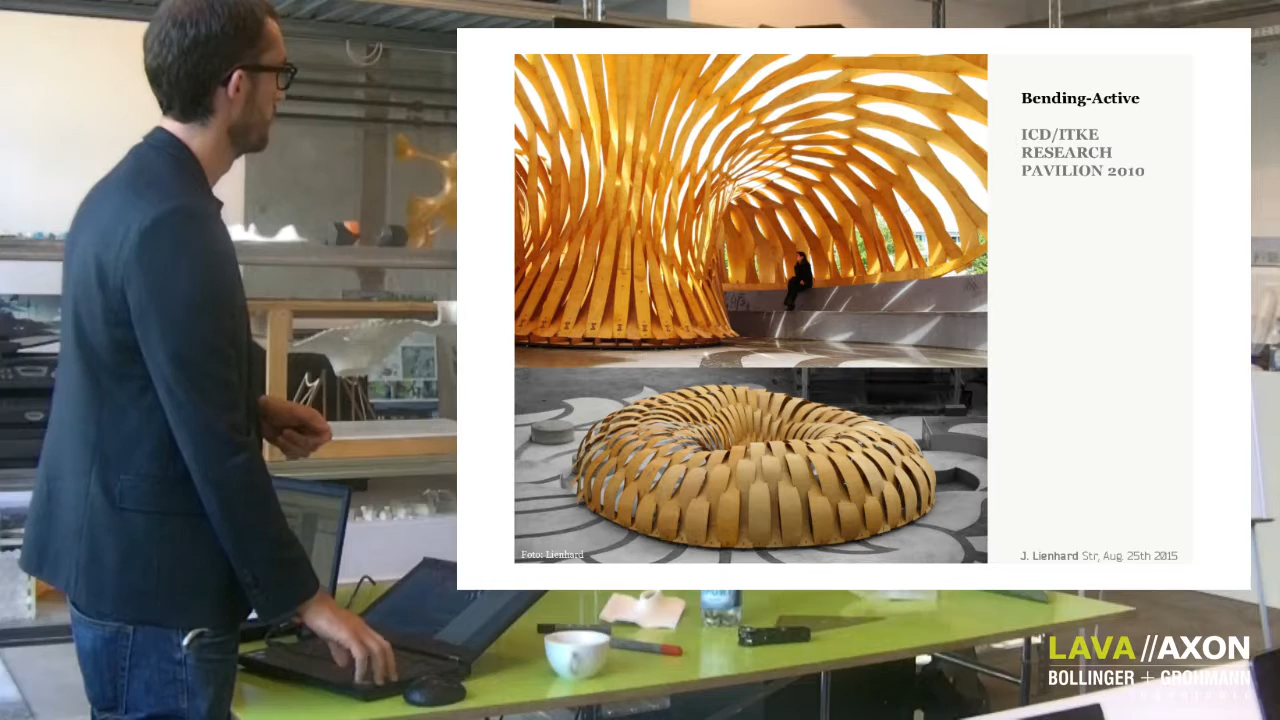 Bending-Active
ICD/ITKE
RESEARCH
PAVILION 2010
Foto: Lienhard
J. Lienhard Str, Aug. 25th 2015
LAVA //AXON
BOLLINGER + GROHMANN